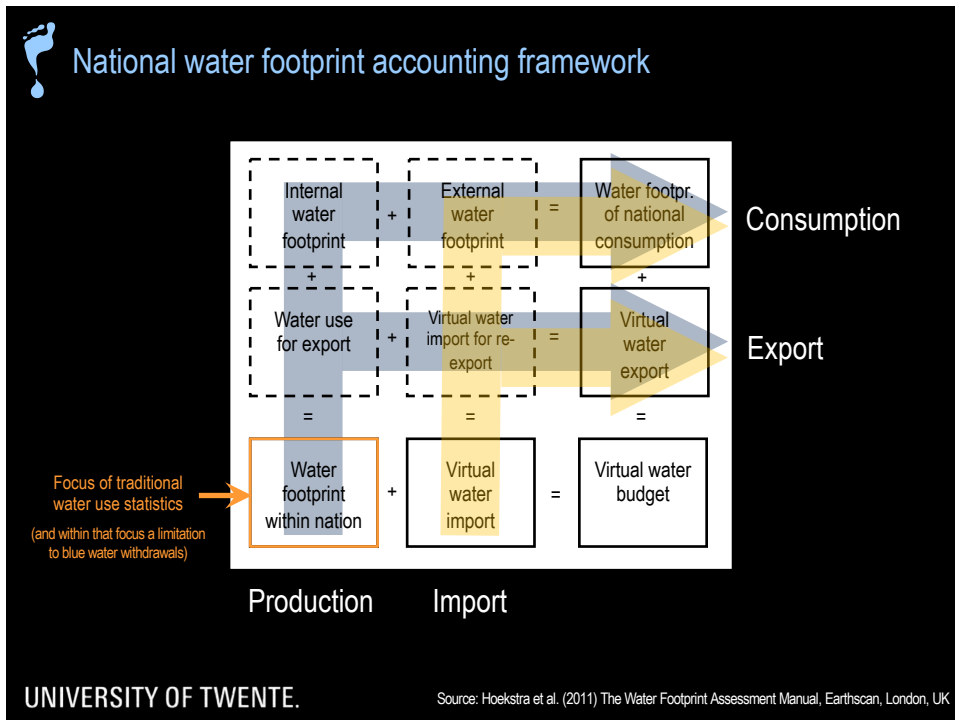 National water footprint accounting framework
Internal
water
footprint
+
External
water
footprint
=
Water footpr.
of national
consumption
Consumption
+
+
+
Water use
for export
+
Virtual water
import for re-
export
=
Virtual
water
export
Export
=
=
=
Focus of traditional
water use statistics
(and within that focus a limitation
to blue water withdrawals)
Water
footprint
within nation
+
Virtual
water
import
=
Virtual water
budget
Production
Import
UNIVERSITY OF TWENTE.
Source: Hoekstra et al. (2011) The Water Footprint Assessment Manual, Earthscan, London, UK